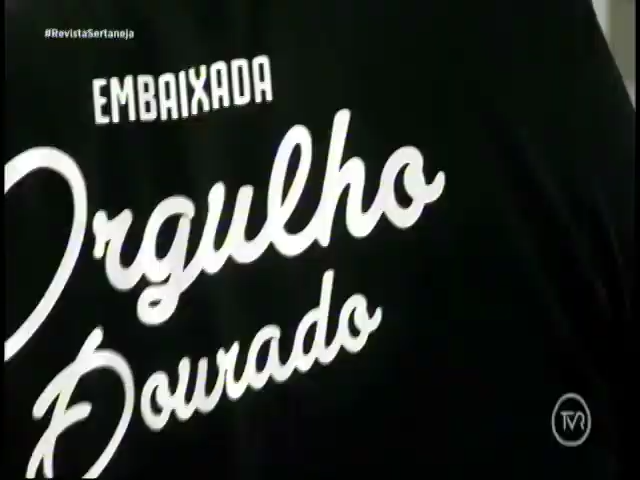 #RevistaSertaneja
EMBAIXADA
Orgulho
Dourado
TVR